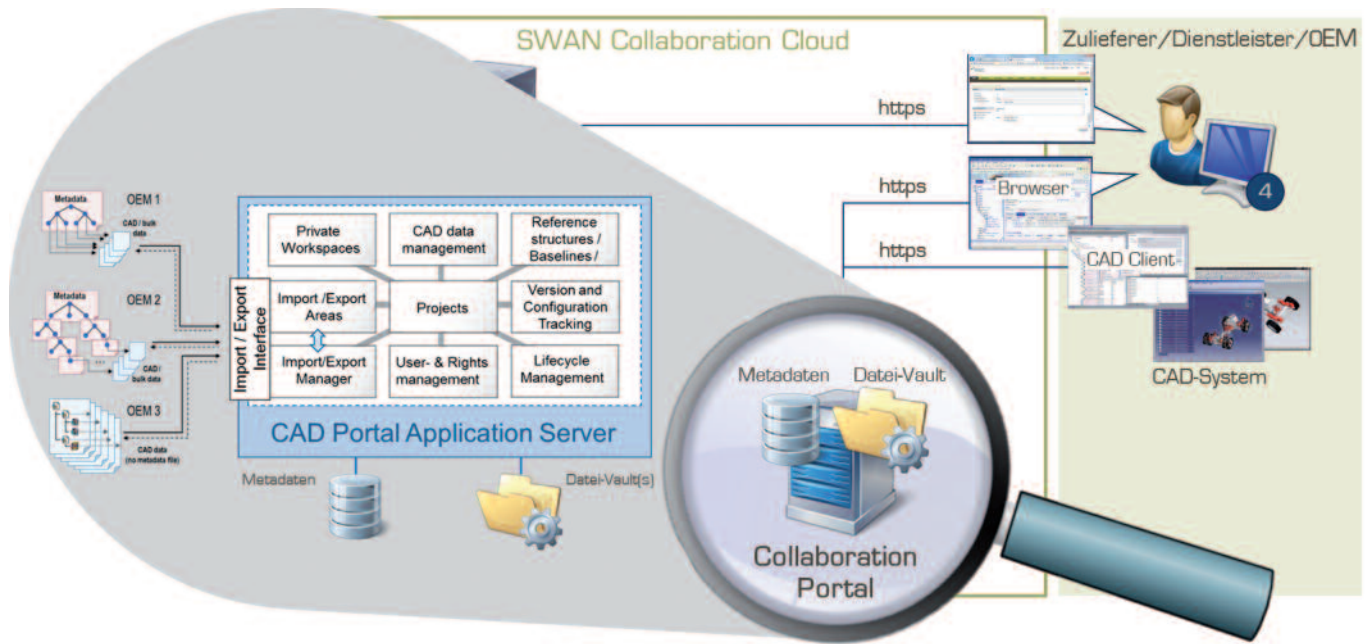 SWAN Collaboration Cloud
Zulieferer/Dienstleister/OEM
https
https
Browser
4
https
CAD Client
CAD-System
Metadata
OEM 1
CAD / bulk
data
Metadata
OEM 2
...
CAD /
bulk data
OEM 3
CAD data
(no metadata file)
Import / Export
Interface
Private
Workspaces
CAD data
management
Reference
structures /
Baselines /
Import /Export
Areas
Projects
Version and
Configuration
Tracking
Import/Export
Manager
User- & Rights
management
Lifecycle
Management
CAD Portal Application Server
Metadaten
Datei-Vault(s)
Metadaten
Datei-Vault
Collaboration
Portal